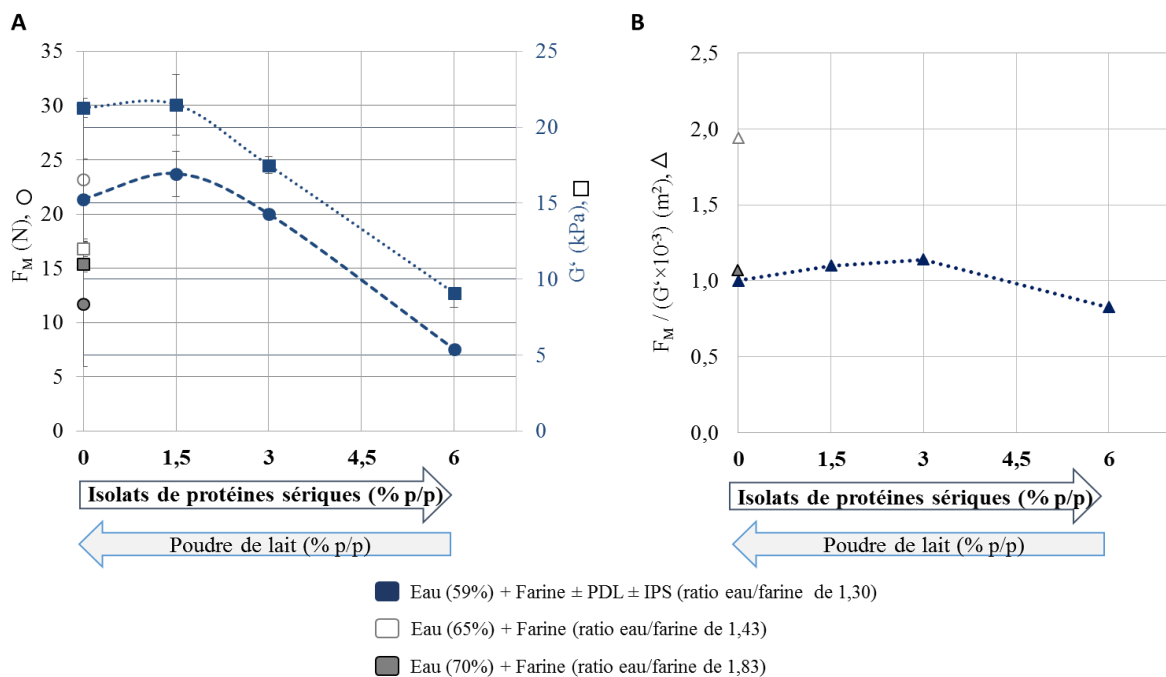 A
35
30
25
20
15
10
5
0
F_M (N), ○
25
20
15
10
5
0
G‘ (kPa), □
0 1,5 3 4,5 6
Isolats de protéines sériques (% p/p)
Poudre de lait (% p/p)
B
2,5
2,0
1,5
1,0
0,5
0,0
F_M / (G‘×10⁻³) (m²), △
0 1,5 3 4,5 6
Isolats de protéines sériques (% p/p)
Poudre de lait (% p/p)
Eau (59%) + Farine ± PDL ± IPS (ratio eau/farine de 1,30)
Eau (65%) + Farine (ratio eau/farine de 1,43)
Eau (70%) + Farine (ratio eau/farine de 1,83)